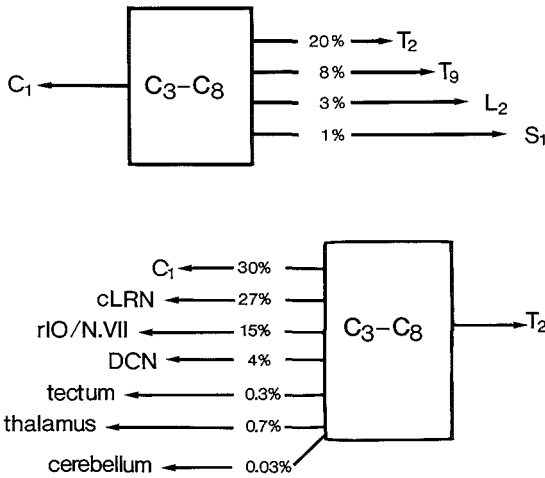 20% T2
8% T9
C1 C3-C8
3% L2
1% S1
C1 30%
cLRN 27%
rIO/N.VII 15% C3-C8 T2
DCN 4%
tectum 0.3%
thalamus 0.7%
cerebellum 0.03%